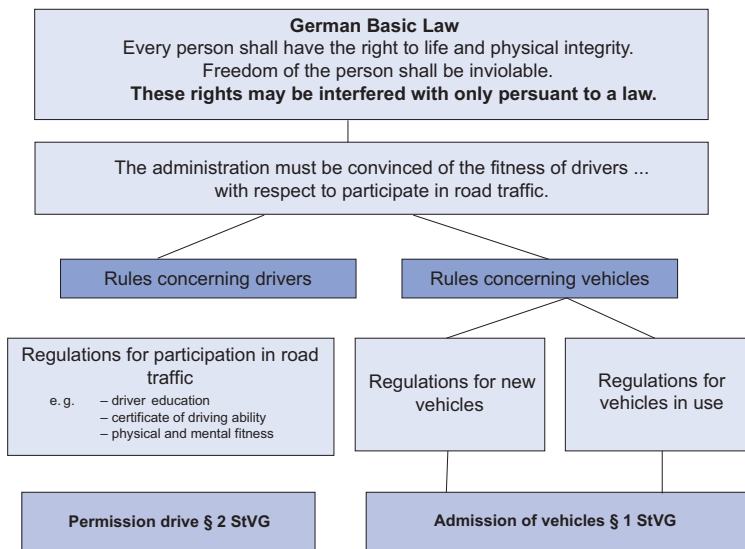 German Basic Law
Every person shall have the right to life and physical integrity.
Freedom of the person shall be inviolable.
These rights may be interfered with only persuant to a law.
The administration must be convinced of the fitness of drivers ...
with respect to participate in road traffic.
Rules concerning drivers
Rules concerning vehicles
Regulations for participation in road
traffic
e. g. – driver education
– certificate of driving ability
– physical and mental fitness
Regulations for new
vehicles
Regulations for
vehicles in use
Permission drive § 2 StVG
Admission of vehicles § 1 StVG